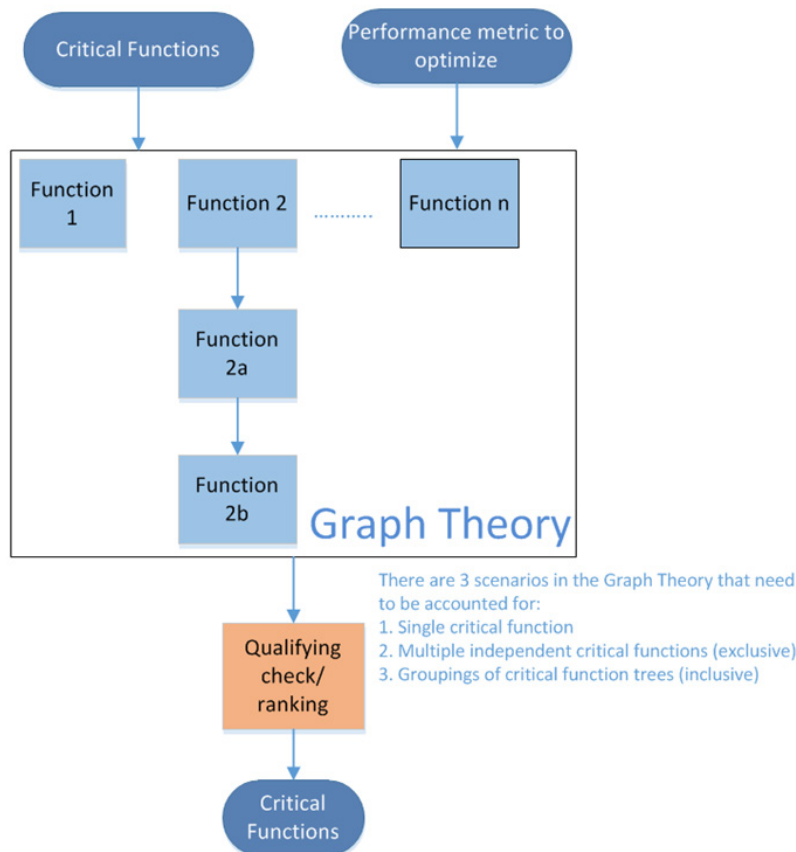 Critical Functions
Performance metric to
optimize
Function
1
Function 2
............
Function n
Function
2a
Function
2b
Graph Theory
There are 3 scenarios in the Graph Theory that need
to be accounted for:
1. Single critical function
2. Multiple independent critical functions (exclusive)
3. Groupings of critical function trees (inclusive)
Qualifying
check/
ranking
Critical
Functions